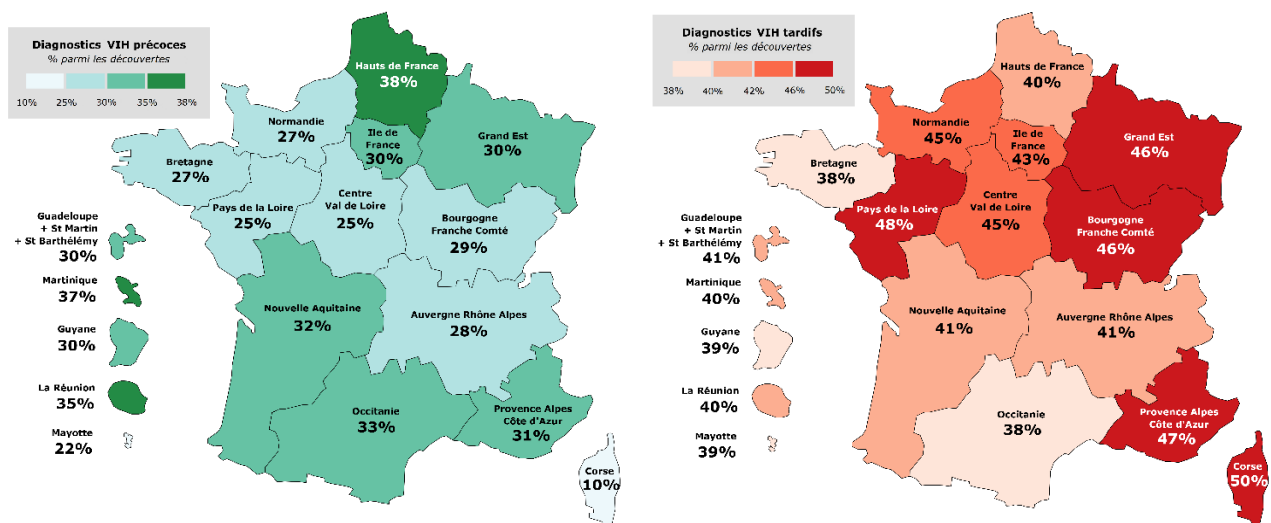 Diagnostics VIH précoces
% parmi les découvertes
10% 25% 30% 35% 38%
Hauts de France
38%
Normandie
27%
Ile de
France
30%
Grand Est
30%
Bretagne
27%
Pays de la Loire
25%
Centre
Val de Loire
25%
Bourgogne
Franche Comté
29%
Guadeloupe
+ St Martin
+ St Barthélémy
30%
Martinique
37%
Guyane
30%
La Réunion
35%
Mayotte
22%
Nouvelle Aquitaine
32%
Auvergne Rhône Alpes
28%
Occitanie
33%
Provence Alpes
Côte d'Azur
31%
Corse
10%
Diagnostics VIH tardifs
% parmi les découvertes
38% 40% 42% 46% 50%
Hauts de France
40%
Normandie
45%
Ile de
France
43%
Grand Est
46%
Bretagne
38%
Pays de la Loire
48%
Centre
Val de Loire
45%
Bourgogne
Franche Comté
46%
Guadeloupe
+ St Martin
+ St Barthélémy
41%
Martinique
40%
Guyane
39%
La Réunion
40%
Mayotte
39%
Nouvelle Aquitaine
41%
Auvergne Rhône Alpes
41%
Occitanie
38%
Provence Alpes
Côte d'Azur
47%
Corse
50%